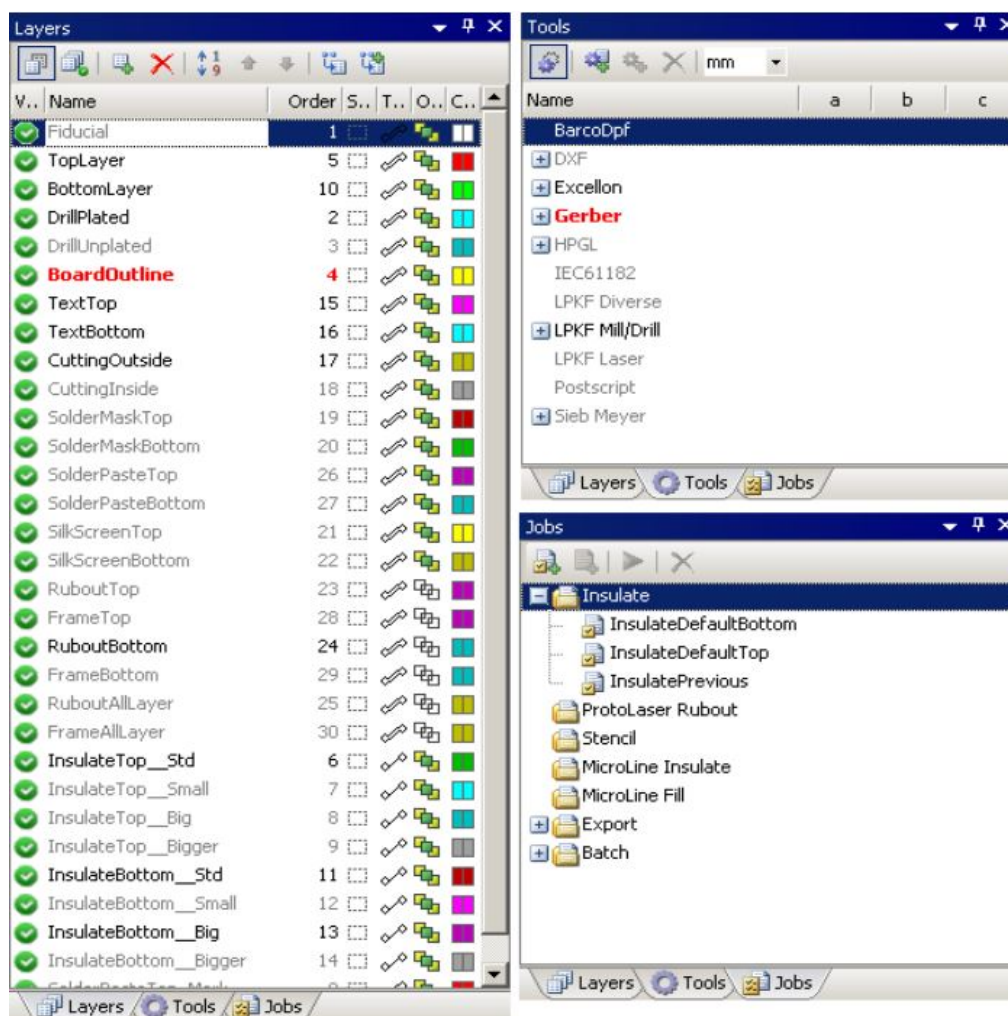 Layers
V.. Name Order S.. T.. O.. C..
Fiducial 1
TopLayer 5
BottomLayer 10
DrillPlated 2
DrillUnplated 3
BoardOutline 4
TextTop 15
TextBottom 16
CuttingOutside 17
CuttingInside 18
SolderMaskTop 19
SolderMaskBottom 20
SolderPasteTop 26
SolderPasteBottom 27
SilkScreenTop 21
SilkScreenBottom 22
RuboutTop 23
FrameTop 28
RuboutBottom 24
FrameBottom 29
RuboutAllLayer 25
FrameAllLayer 30
InsulateTop__Std 6
InsulateTop__Small 7
InsulateTop__Big 8
InsulateTop__Bigger 9
InsulateBottom__Std 11
InsulateBottom__Small 12
InsulateBottom__Big 13
InsulateBottom__Bigger 14
Layers Tools Jobs
Tools
mm
Name a b c
BarcoDpf
DXF
Excellon
Gerber
HPGL
IEC61182
LPKF Diverse
LPKF Mill/Drill
LPKF Laser
Postscript
Sieb Meyer
Layers Tools Jobs
Jobs
Insulate
InsulateDefaultBottom
InsulateDefaultTop
InsulatePrevious
ProtoLaser Rubout
Stencil
MicroLine Insulate
MicroLine Fill
Export
Batch
Layers Tools Jobs